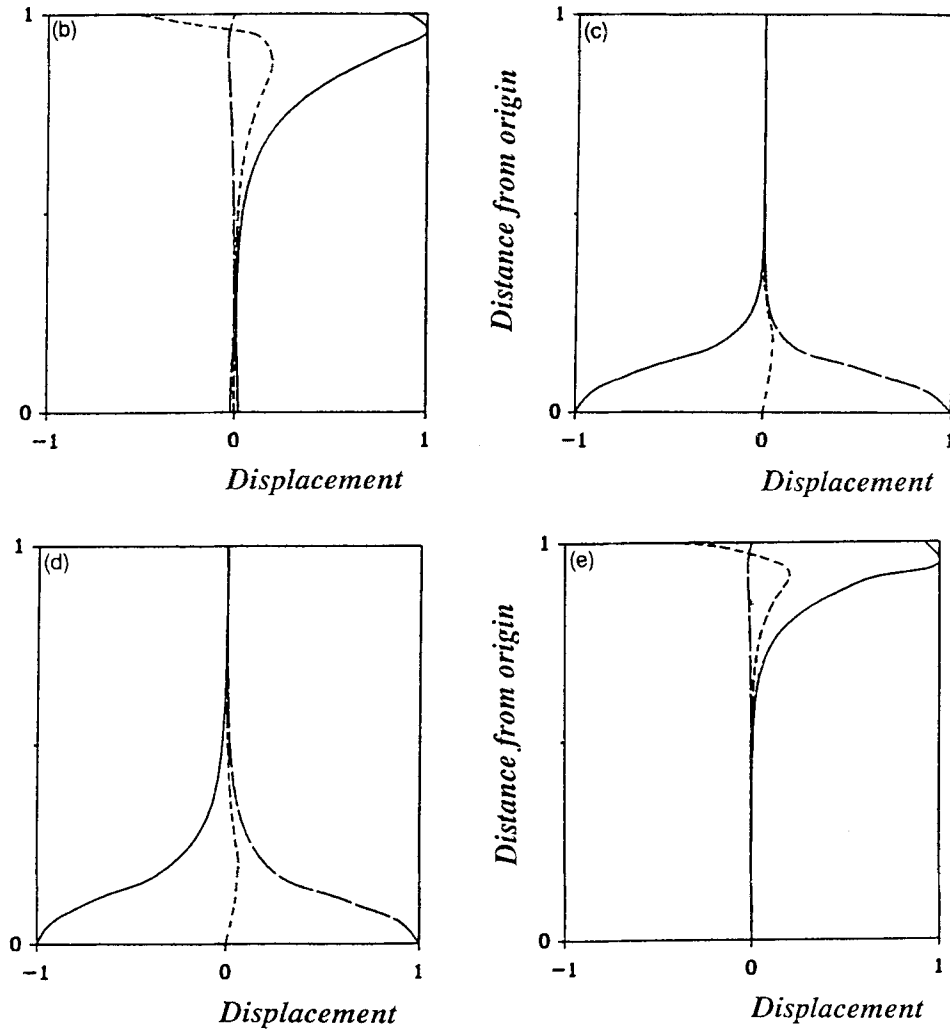 1
(b)
0
−1
0
1
Displacement
1
(c)
Distance from origin
0
−1
0
1
Displacement
1
(d)
0
−1
0
1
Displacement
1
(e)
Distance from origin
0
−1
0
1
Displacement